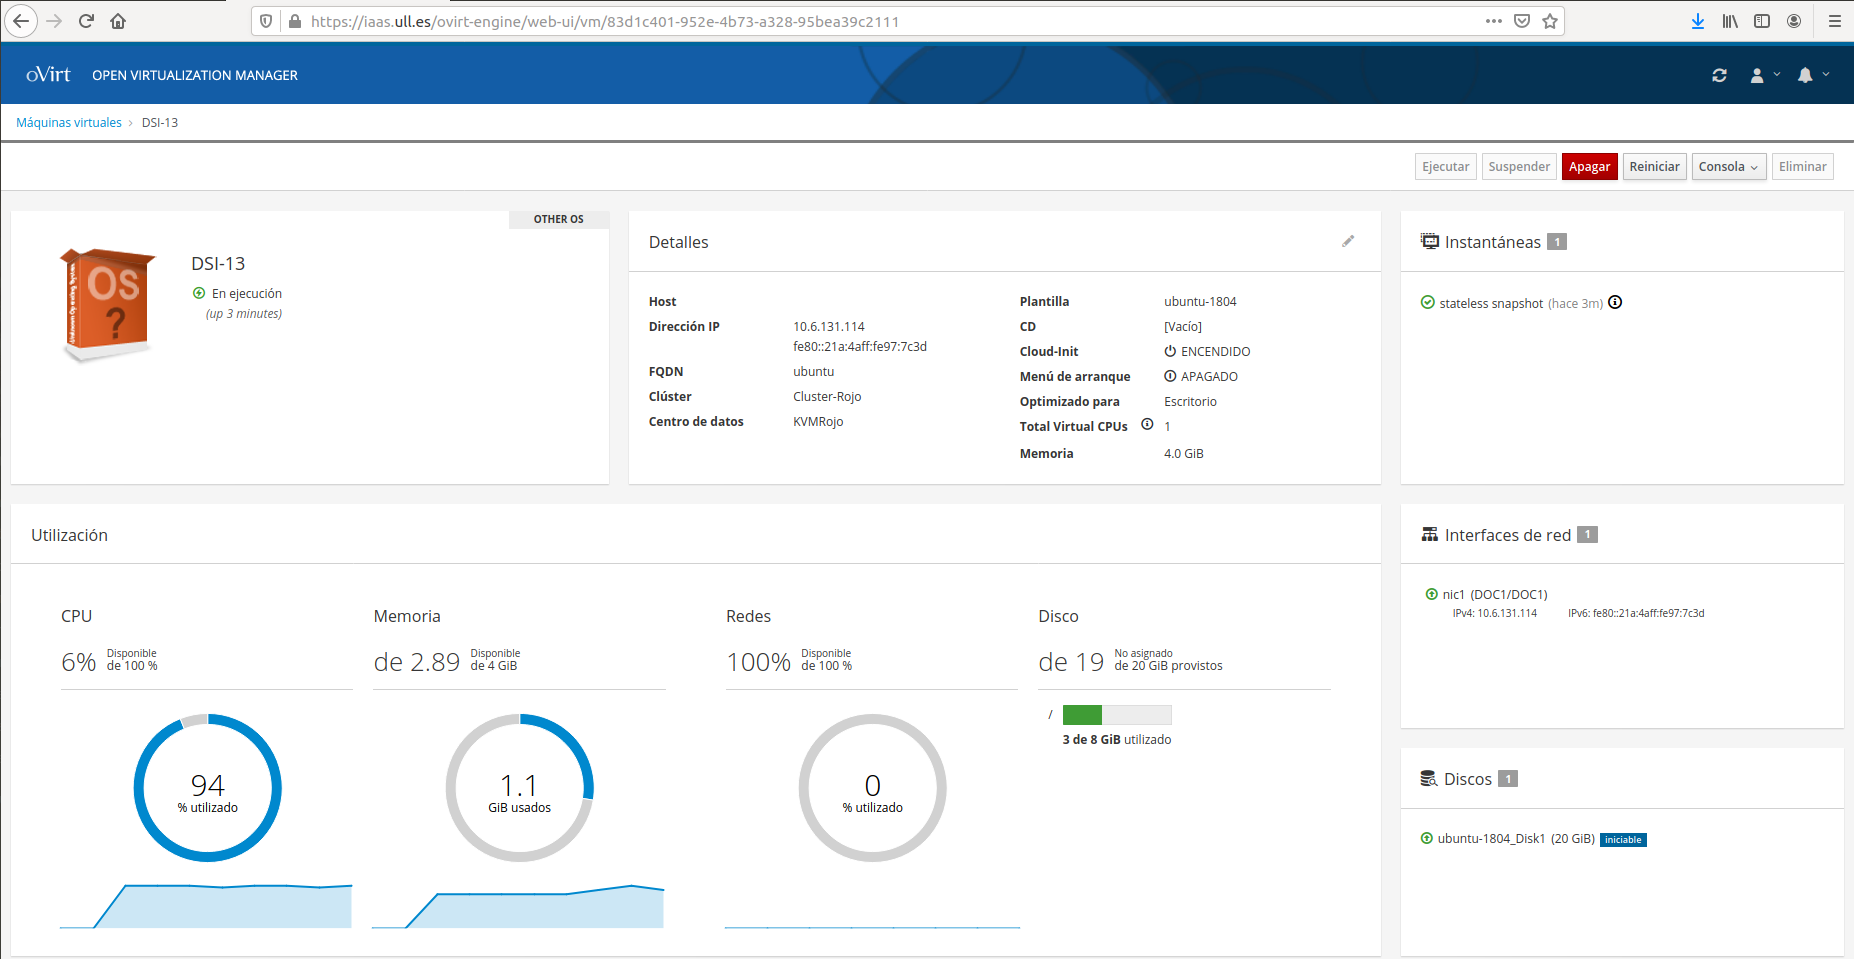 https://iaas.ull.es/ovirt-engine/web-ui/vm/83d1c401-952e-4b73-a328-95bea39c2111
oVirt OPEN VIRTUALIZATION MANAGER
Máquinas virtuales > DSI-13
Ejecutar Suspender Apagar Reiniciar Consola Eliminar
OTHER OS
OS
?
DSI-13
En ejecución
(up 3 minutes)
Detalles
Host
Dirección IP 10.6.131.114
fe80::21a:4aff:fe97:7c3d
FQDN ubuntu
Clúster Cluster-Rojo
Centro de datos KVMRojo
Plantilla ubuntu-1804
CD [Vacío]
Cloud-Init ENCENDIDO
Menú de arranque APAGADO
Optimizado para Escritorio
Total Virtual CPUs 1
Memoria 4.0 GiB
Instantáneas 1
stateless snapshot (hace 3m)
Utilización
CPU
6% Disponible
de 100 %
94
% utilizado
Memoria
de 2.89 Disponible
de 4 GiB
1.1
GiB usados
Redes
100% Disponible
de 100 %
0
% utilizado
Disco
de 19 No asignado
de 20 GiB provistos
/
3 de 8 GiB utilizado
Interfaces de red 1
nic1 (DOC1/DOC1)
IPv4: 10.6.131.114 IPv6: fe80::21a:4aff:fe97:7c3d
Discos 1
ubuntu-1804_Disk1 (20 GiB) iniciable